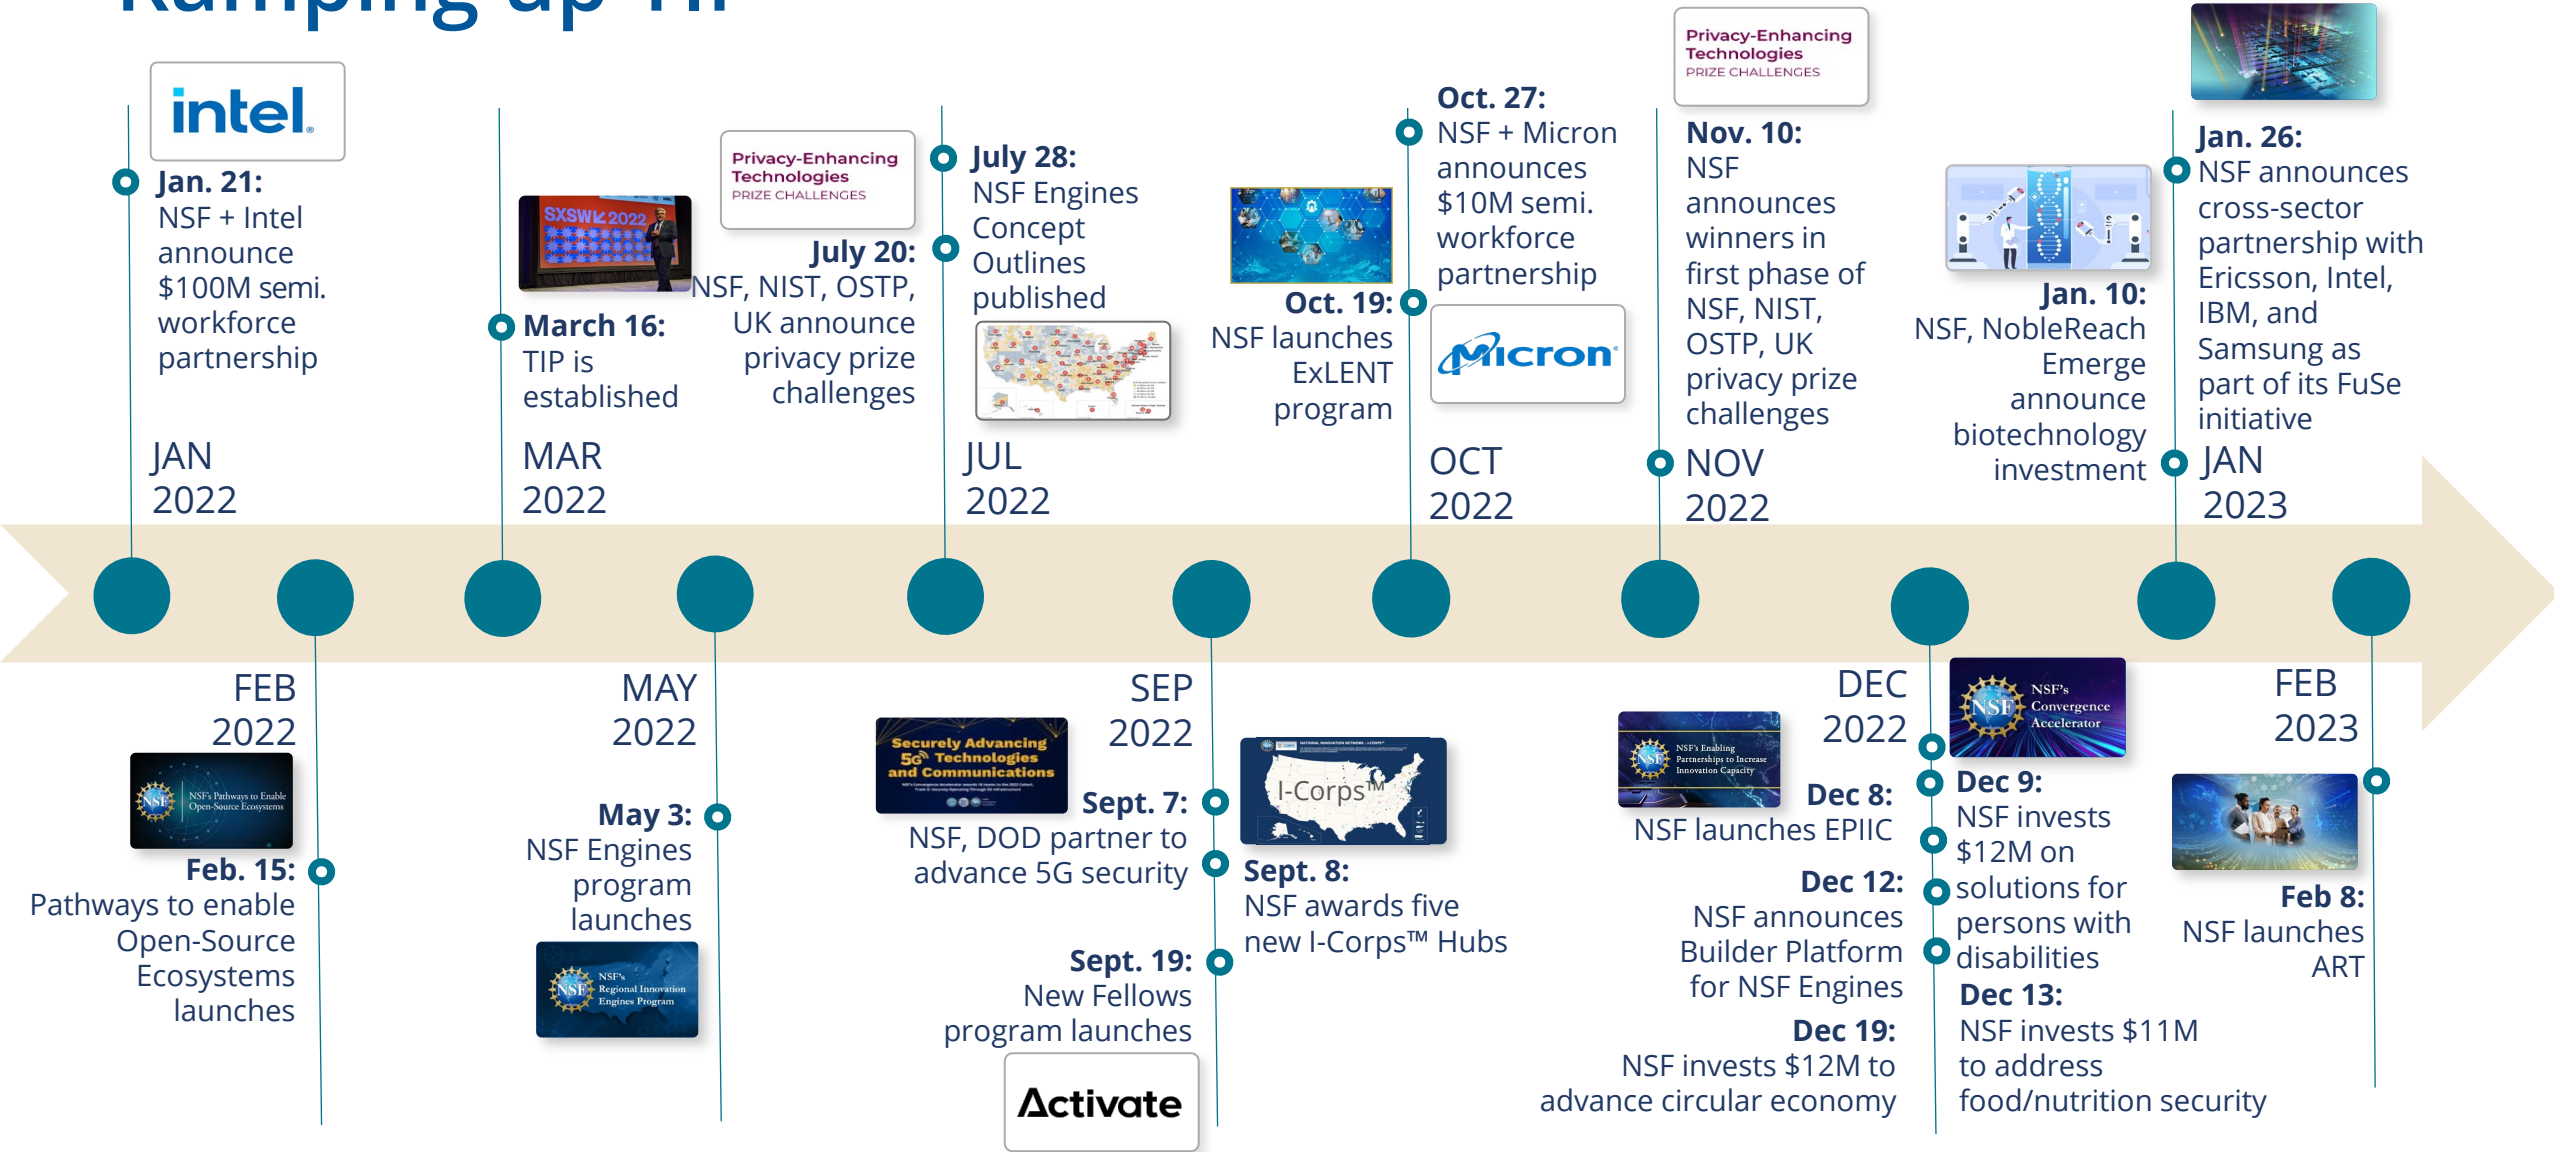 Ramping up TIP
intel.
Jan. 21:
NSF + Intel
announce
$100M semi.
workforce
partnership
JAN
2022
SXSW 2022
March 16:
TIP is
established
MAR
2022
Privacy-Enhancing
Technologies
PRIZE CHALLENGES
July 20:
NSF, NIST, OSTP,
UK announce
privacy prize
challenges
July 28:
NSF Engines
Concept
Outlines
published
JUL
2022
Oct. 19:
NSF launches
ExLENT
program
Oct. 27:
NSF + Micron
announces
$10M semi.
workforce
partnership
Micron
OCT
2022
Privacy-Enhancing
Technologies
PRIZE CHALLENGES
Nov. 10:
NSF
announces
winners in
first phase of
NSF, NIST,
OSTP, UK
privacy prize
challenges
NOV
2022
Jan. 10:
NSF, NobleReach
Emerge
announce
biotechnology
investment
Jan. 26:
NSF announces
cross-sector
partnership with
Ericsson, Intel,
IBM, and
Samsung as
part of its FuSe
initiative
JAN
2023
FEB
2022
NSF
NSF's Pathways to Enable
Open-Source Ecosystems
Feb. 15:
Pathways to enable
Open-Source
Ecosystems
launches
MAY
2022
May 3:
NSF Engines
program
launches
NSF
NSF's
Regional Innovation
Engines Program
SEP
2022
Securely Advancing
5G Technologies
and Communications
Sept. 7:
NSF, DOD partner to
advance 5G security
I-Corps™
Sept. 8:
NSF awards five
new I-Corps™ Hubs
Sept. 19:
New Fellows
program launches
Activate
DEC
2022
NSF
NSF's Enabling
Partnerships to Increase
Innovation Capacity
Dec 8:
NSF launches EPIIC
NSF
NSF's
Convergence
Accelerator
Dec 9:
NSF invests
$12M on
solutions for
persons with
disabilities
Dec 12:
NSF announces
Builder Platform
for NSF Engines
Dec 13:
NSF invests $11M
to address
food/nutrition security
Dec 19:
NSF invests $12M to
advance circular economy
FEB
2023
Feb 8:
NSF launches
ART